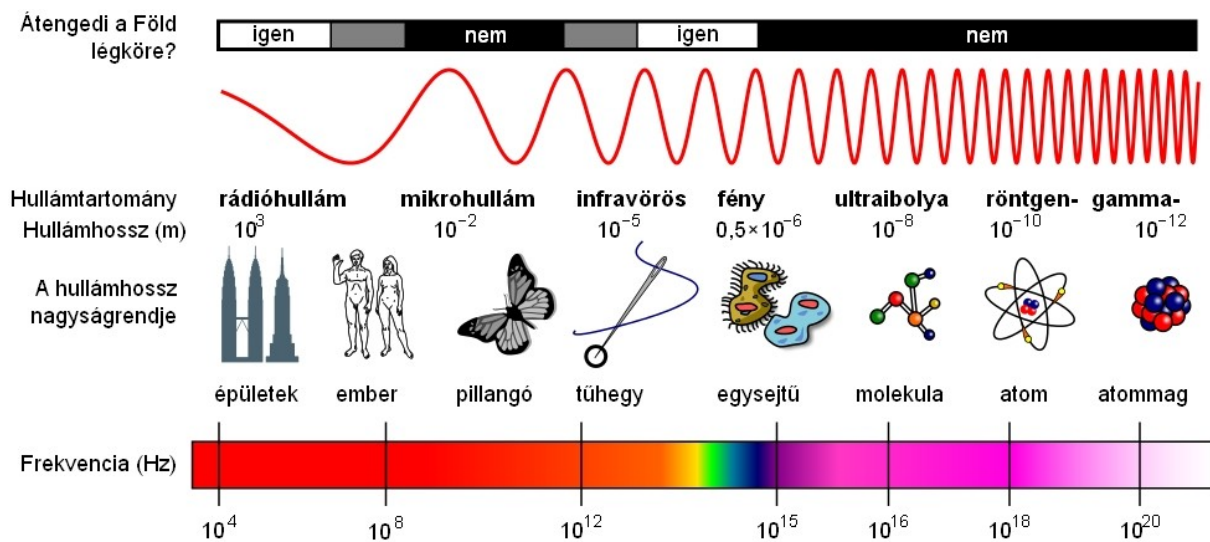 Átengedi a Föld légköre?
igen nem igen nem
Hullámtartomány rádióhullám mikrohullám infravörös fény ultraibolya röntgen- gamma-
Hullámhossz (m) 10³ 10⁻² 10⁻⁵ 0,5×10⁻⁶ 10⁻⁸ 10⁻¹⁰ 10⁻¹²
A hullámhossz
nagyságrendje
épületek ember pillangó tűhegy egysejtű molekula atom atommag
Frekvencia (Hz)
10⁴ 10⁸ 10¹² 10¹⁵ 10¹⁶ 10¹⁸ 10²⁰